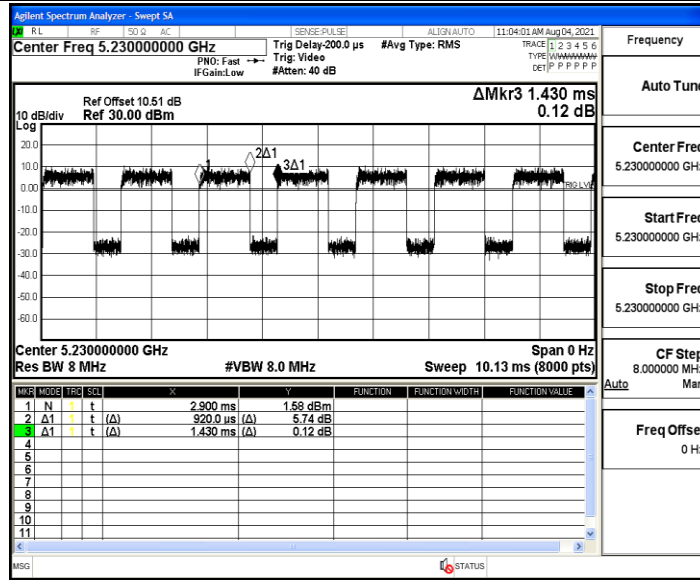 Agilent Spectrum Analyzer - Swept SA
RL RF 50 Ω AC SENSE:PULSE ALIGN AUTO 11:04:01 AM Aug 04, 2021
Center Freq 5.230000000 GHz
PNO: Fast
IFGain:Low
Trig Delay-200.0 µs
Trig: Video
#Atten: 40 dB
#Avg Type: RMS
TRACE 1 2 3 4 5 6
TYPE WWWWWW
DET P P P P P P
ΔMkr3 1.430 ms
0.12 dB
Ref Offset 10.51 dB
10 dB/div Ref 30.00 dBm
Log
20.0
10.0
0.00
-10.0
-20.0
-30.0
-40.0
-50.0
-60.0
1
2Δ1
3Δ1
TRIG LVL
Center 5.230000000 GHz Span 0 Hz
Res BW 8 MHz #VBW 8.0 MHz Sweep 10.13 ms (8000 pts)
MKR MODE TRC SCL X Y FUNCTION FUNCTION WIDTH FUNCTION VALUE
1 N 1 t 2.900 ms 1.58 dBm
2 Δ1 1 t (Δ) 920.0 µs (Δ) 5.74 dB
3 Δ1 1 t (Δ) 1.430 ms (Δ) 0.12 dB
4
5
6
7
8
9
10
11
MSG STATUS
Frequency
Auto Tune
Center Freq
5.230000000 GHz
Start Freq
5.230000000 GHz
Stop Freq
5.230000000 GHz
CF Step
8.000000 MHz
Auto Man
Freq Offset
0 Hz